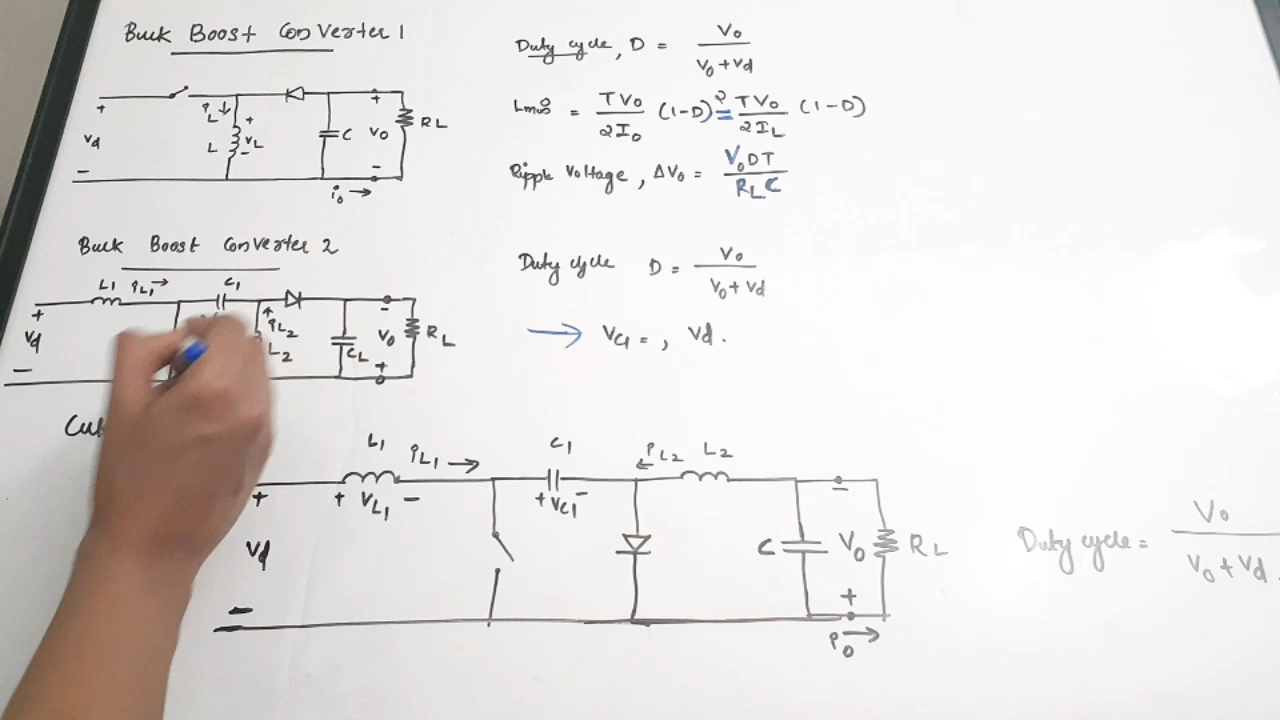 Buck Boost Converter 1
+
-
Vd
iL
L
+
VL
-
C
+
Vo
-
RL
io →
Duty cycle, D = Vo / Vo + Vd
Lmin = TVo / 2Io (1-D) = TVo / 2IL (1-D)
Ripple Voltage, ΔVo = VoDT / RLC
Buck Boost Converter 2
L1 iL1 → C1
+
Vd
-
iL2
L2
CL
-
Vo
+
RL
Duty cycle D = Vo / Vo + Vd
→ VC1 = , Vd.
L1 iL1 → C1 ← iL2 L2
+ VL1 -
+ VC1 -
+
Vd
-
C
-
Vo
+
RL
io →
Duty cycle = Vo / Vo + Vd.